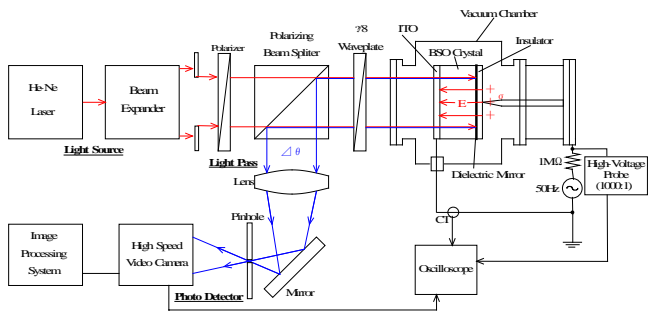 Vacuum Chamber
ITO
Insulator
Polarizing
Beam Spliter
?/8
Waveplate
Polarizer
BSO Crystal
He-Ne
Laser
Beam
Expander
E
σ
Light Source
Light Pass
⊿θ
Dielectric Mirror
1MΩ
High-Voltage
Probe
(1000:1)
50Hz
Lens
Pinhole
CT
Image
Processing
System
High Speed
Video Camera
Oscilloscope
Mirror
Photo Detector